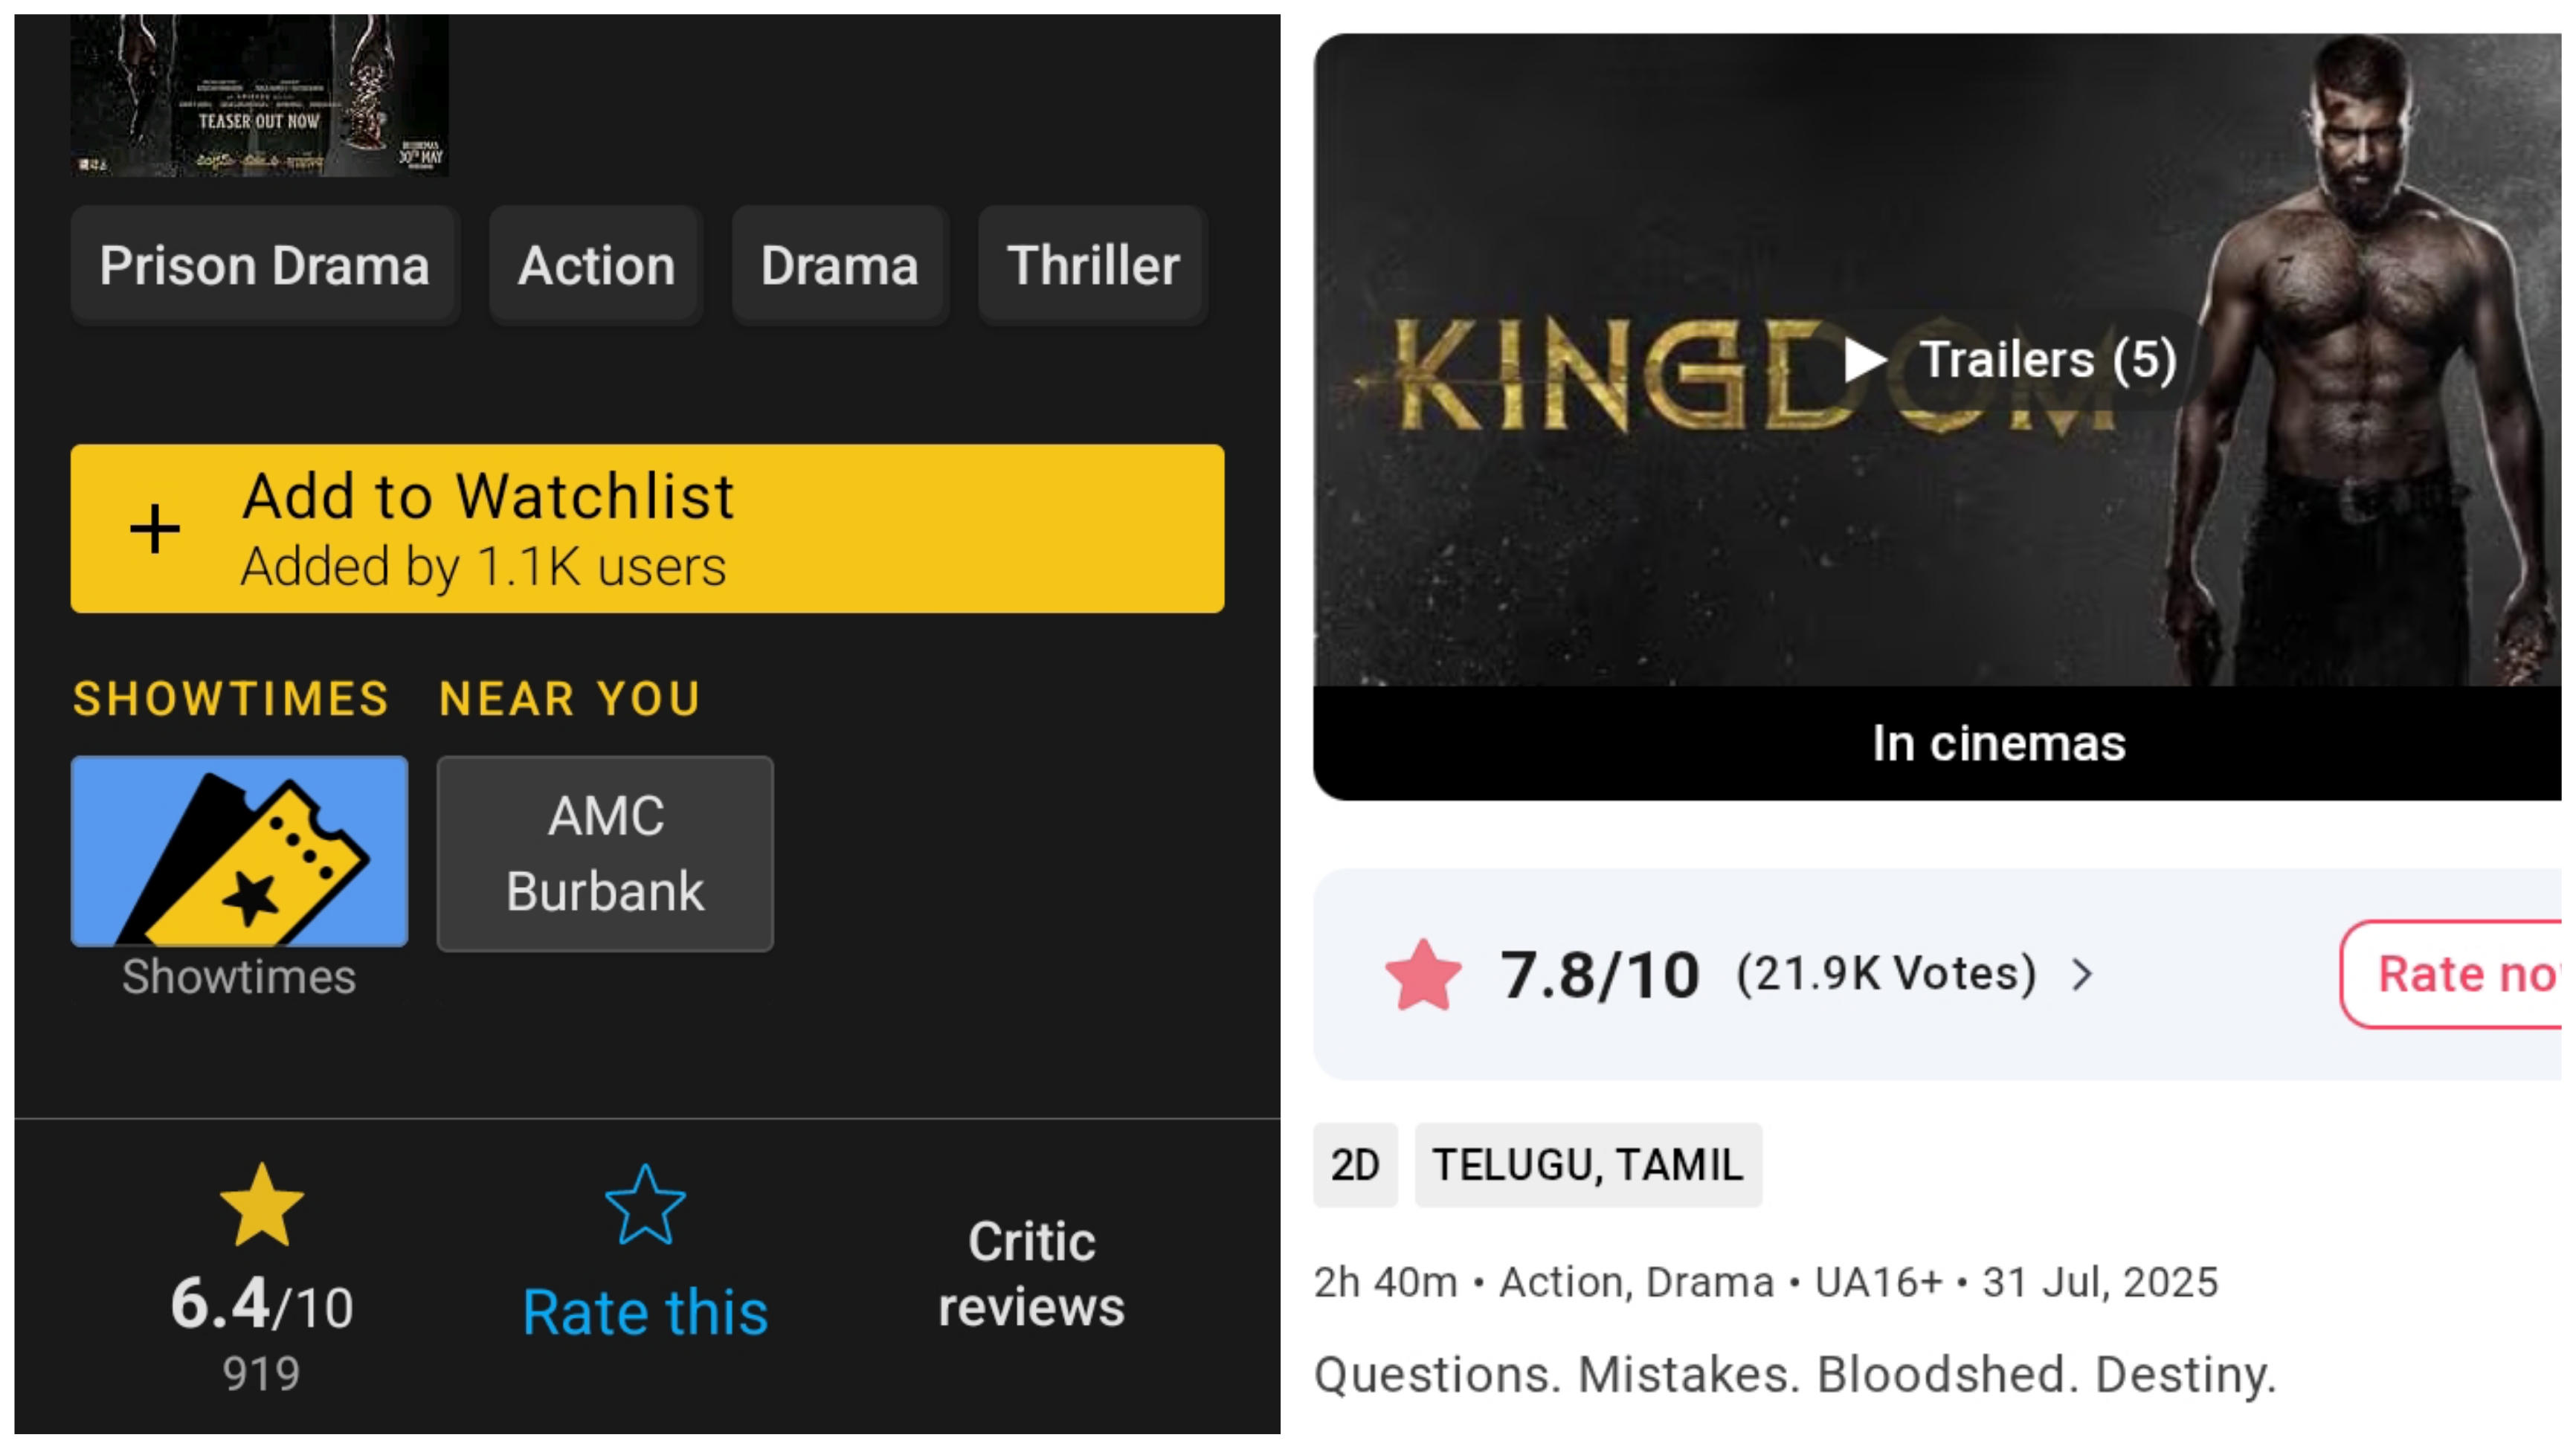 TEASER OUT NOW
30TH MAY
Prison Drama
Action
Drama
Thriller
+
Add to Watchlist
Added by 1.1K users
SHOWTIMES NEAR YOU
AMC
Burbank
Showtimes
6.4/10
919
Rate this
Critic
reviews
KINGDOM
Trailers (5)
In cinemas
7.8/10 (21.9K Votes) >
Rate no
2D
TELUGU, TAMIL
2h 40m • Action, Drama • UA16+ • 31 Jul, 2025
Questions. Mistakes. Bloodshed. Destiny.